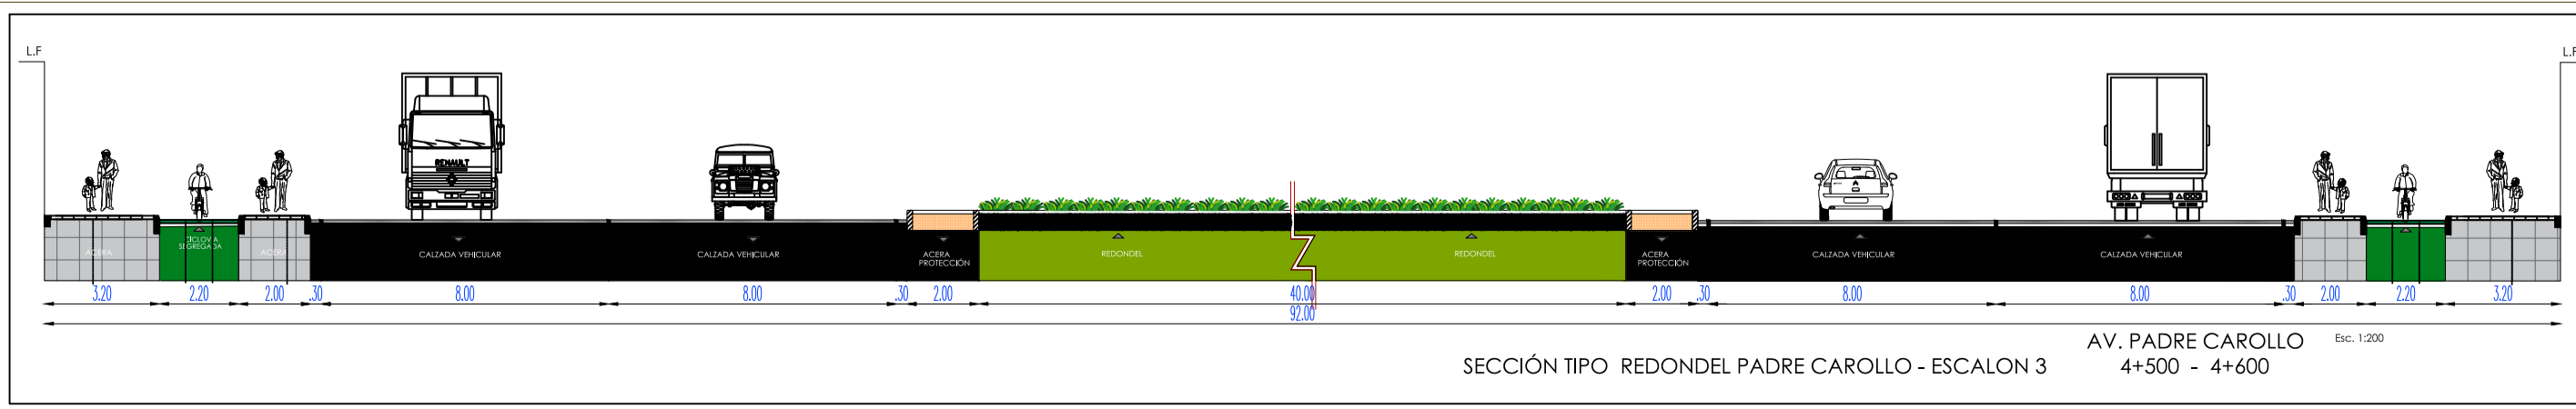 L.F
L.F
RENAULT
ACERA
CICLOVIA
SEGREGADA
ACERA
CALZADA VEHICULAR
CALZADA VEHICULAR
ACERA
PROTECCIÓN
REDONDEL
REDONDEL
ACERA
PROTECCIÓN
CALZADA VEHICULAR
CALZADA VEHICULAR
3.20 2.20 2.00 .30 8.00 8.00 .30 2.00 40.00 2.00 .30 8.00 8.00 .30 2.00 2.20 3.20
92.00
AV. PADRE CAROLLO Esc. 1:200
SECCIÓN TIPO REDONDEL PADRE CAROLLO - ESCALON 3 4+500 - 4+600